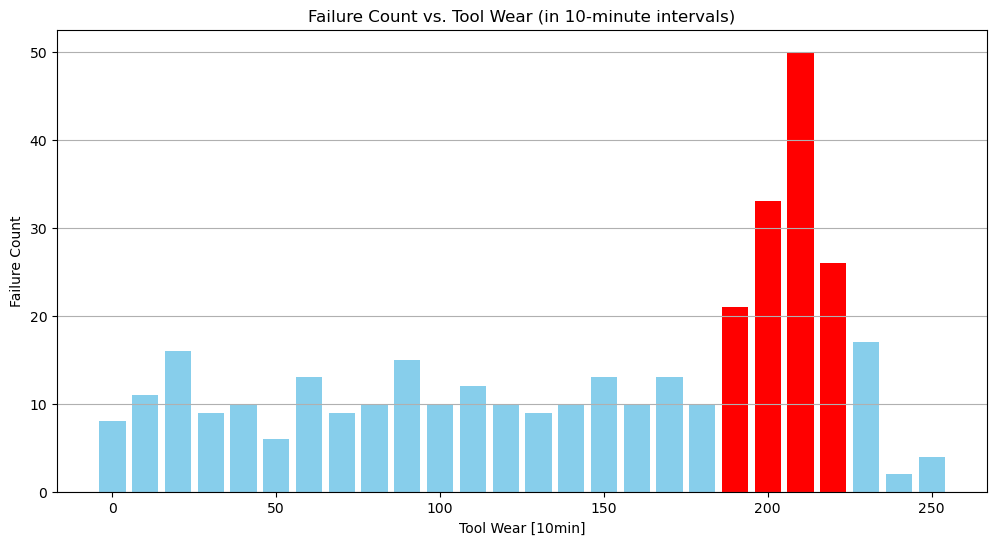 Failure Count vs. Tool Wear (in 10-minute intervals)
50
40
30
20
10
0
Failure Count
0 50 100 150 200 250
Tool Wear [10min]